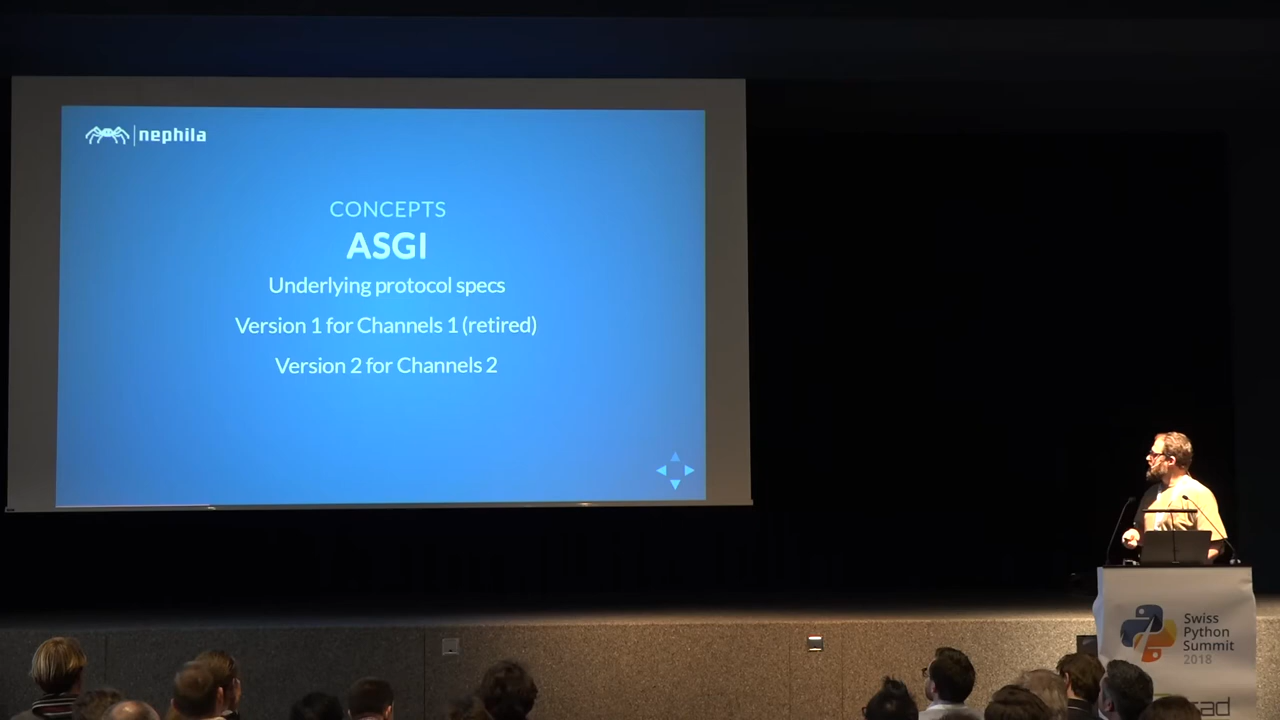 nephila
CONCEPTS
ASGI
Underlying protocol specs
Version 1 for Channels 1 (retired)
Version 2 for Channels 2
Swiss
Python
Summit
2018